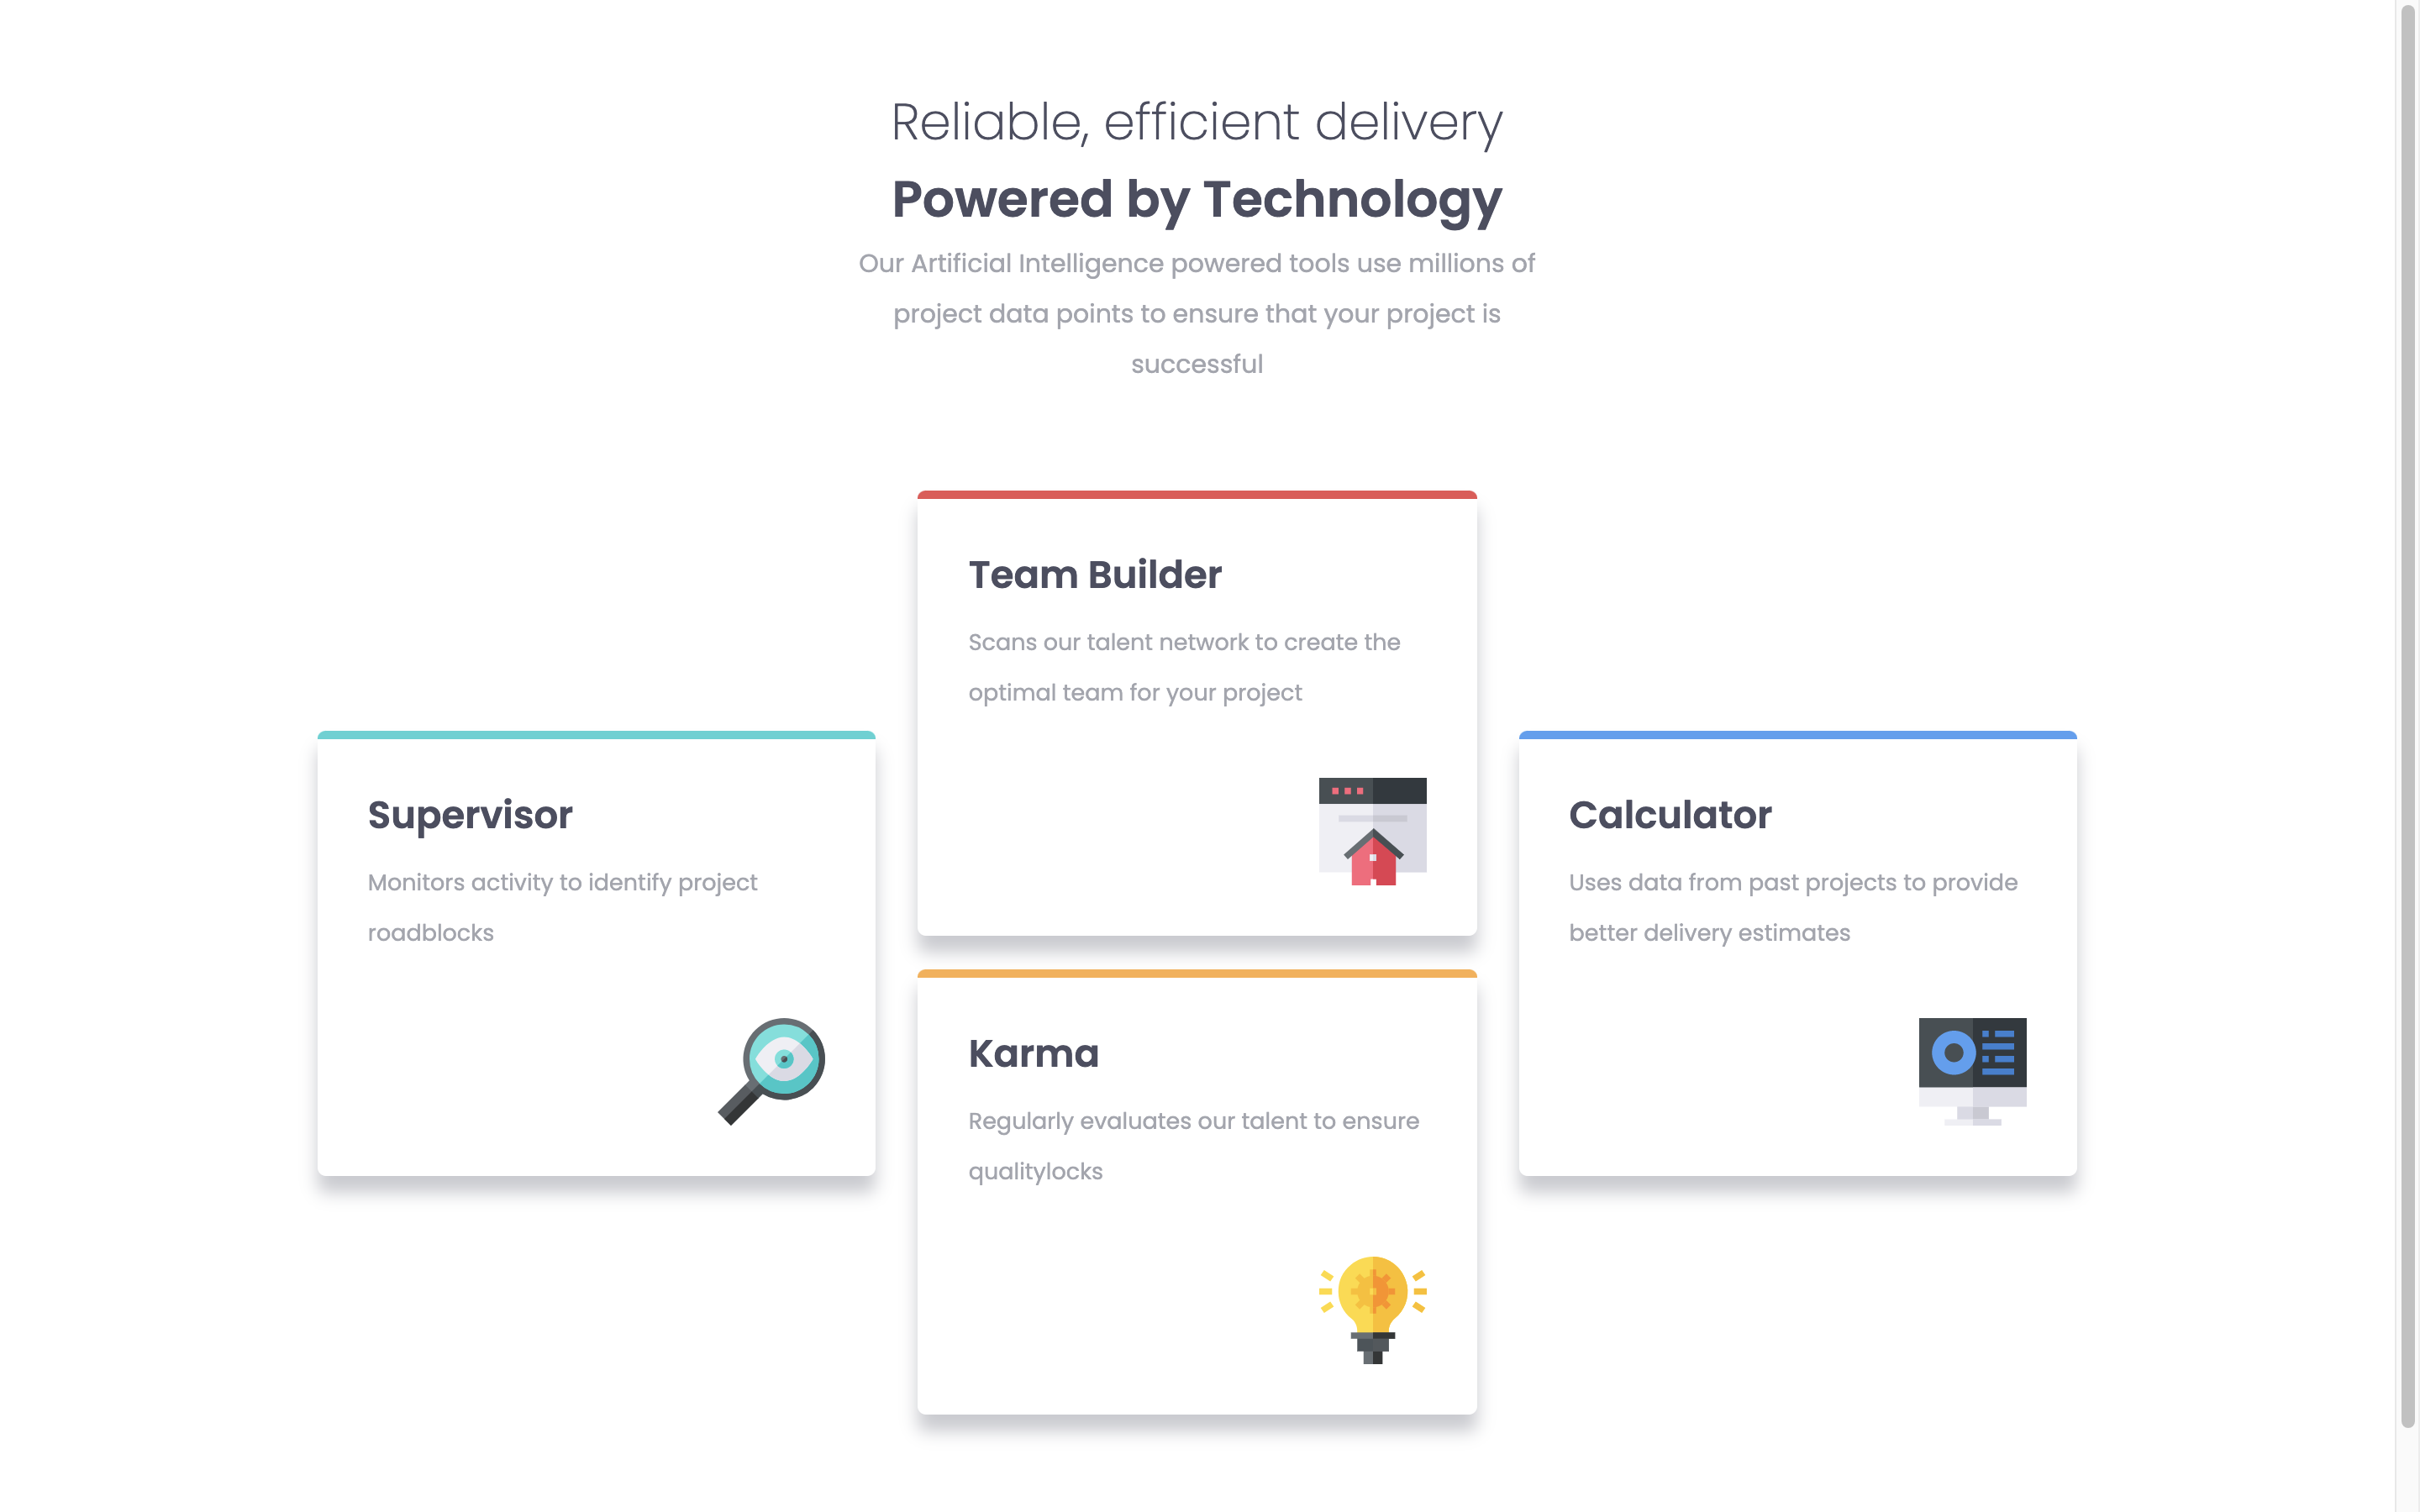 Reliable, efficient delivery
Powered by Technology
Our Artificial Intelligence powered tools use millions of
project data points to ensure that your project is
successful
Supervisor
Monitors activity to identify project
roadblocks
Team Builder
Scans our talent network to create the
optimal team for your project
Karma
Regularly evaluates our talent to ensure
qualitylocks
Calculator
Uses data from past projects to provide
better delivery estimates